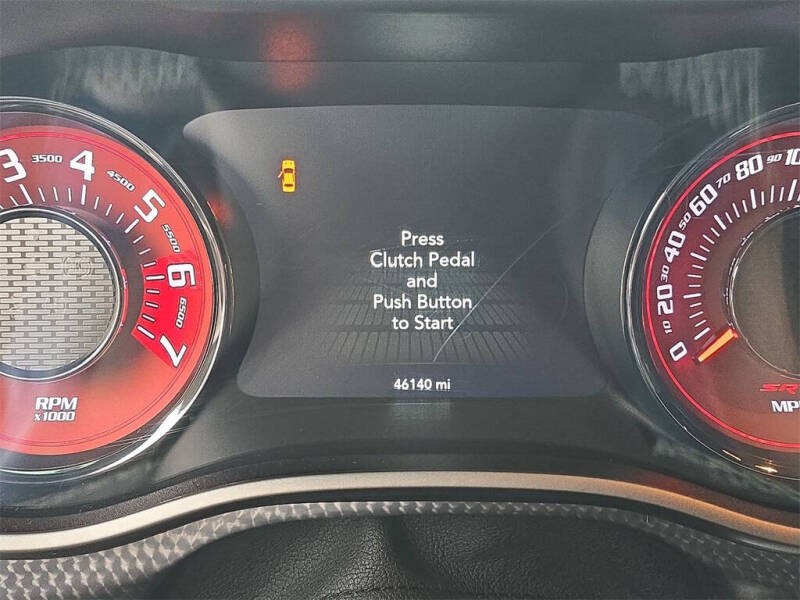 3 3500 4 4500 5 5500 6 6500 7
RPM
x1000
Press
Clutch Pedal
and
Push Button
to Start
46140 mi
0 10 20 30 40 50 60 70 80 90
MPH